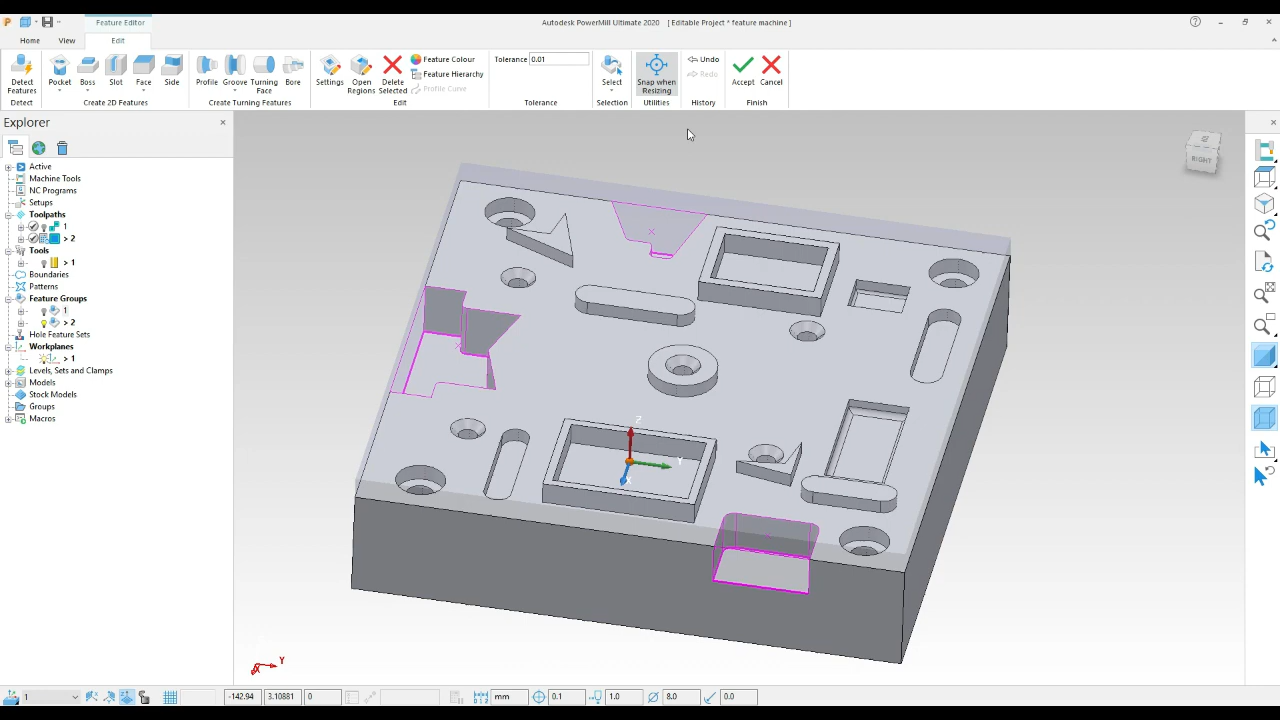 Feature Editor
Autodesk PowerMill Ultimate 2020 [ Editable Project * feature machine ]
Home View Edit
Detect Features
Pocket Boss Slot Face Side
Profile Groove Turning Face Bore
Settings Open Regions Delete Selected
Feature Colour
Feature Hierarchy
Profile Curve
Tolerance 0.01
Select
Snap when Resizing
Undo
Redo
Accept Cancel
Detect Create 2D Features Create Turning Features Edit Tolerance Selection Utilities History Finish
Explorer
Active
Machine Tools
NC Programs
Setups
Toolpaths
1
> 2
Tools
> 1
Boundaries
Patterns
Feature Groups
1
> 2
Hole Feature Sets
Workplanes
> 1
Levels, Sets and Clamps
Models
Stock Models
Groups
Macros
RIGHT
Z
Y
X
Y
X
1 -142.94 3.10881 0 mm 0.1 1.0 8.0 0.0